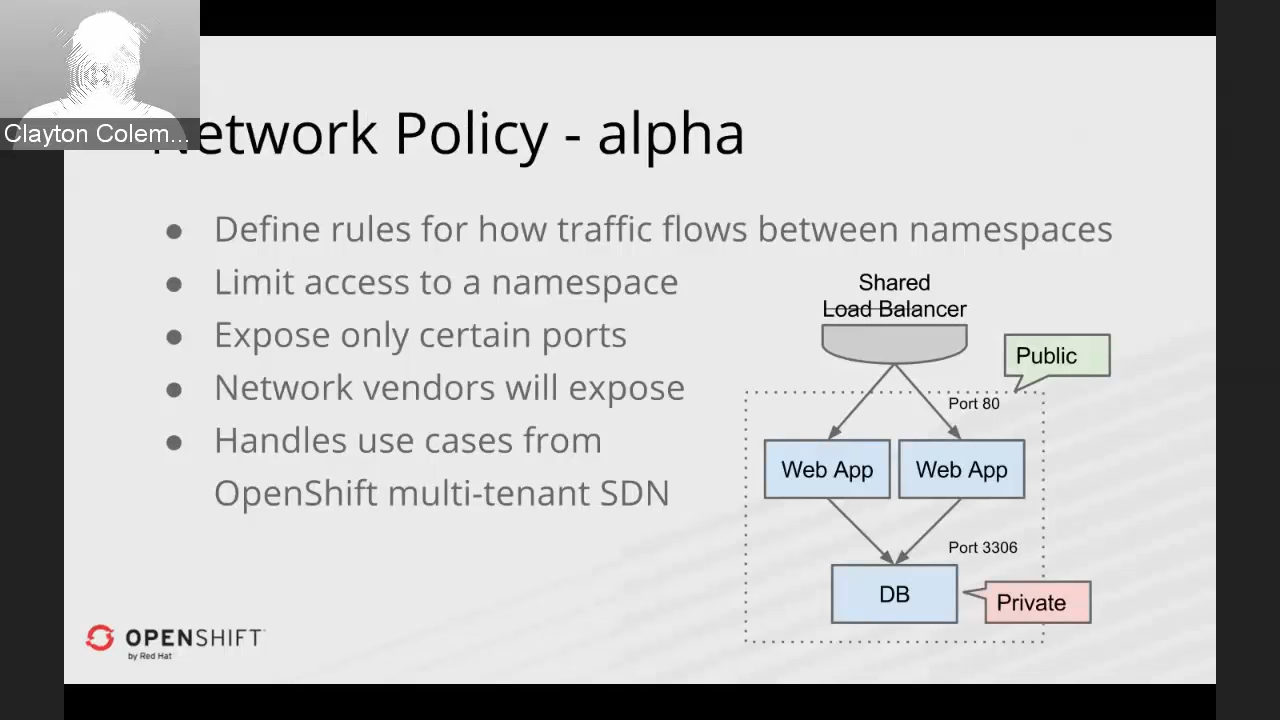 Clayton Colem...
Network Policy - alpha
● Define rules for how traffic flows between namespaces
● Limit access to a namespace
● Expose only certain ports
● Network vendors will expose
● Handles use cases from
OpenShift multi-tenant SDN
Shared
Load Balancer
Public
Port 80
Web App
Web App
Port 3306
DB
Private
OPENSHIFT
by Red Hat